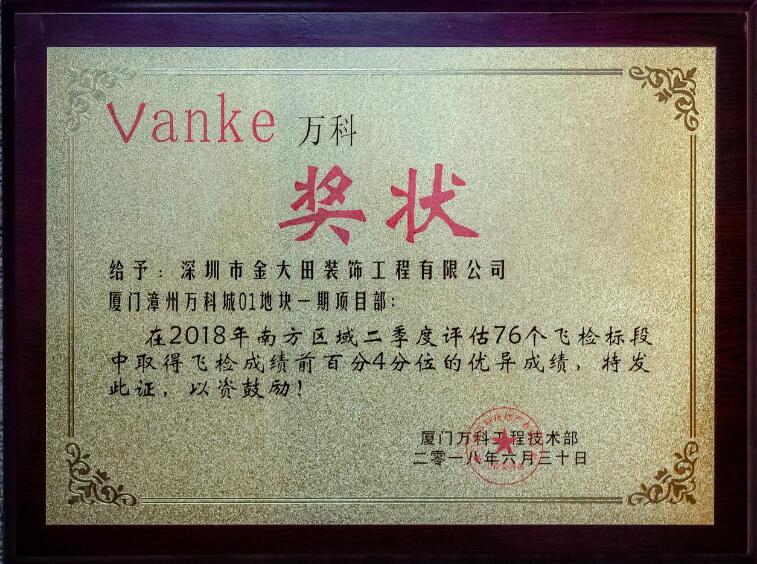 Vanke 万科
奖状
给予：深圳市金大田装饰工程有限公司
厦门漳州万科城01地块一期项目部：
在2018年南方区域二季度评估76个飞检标段
中取得飞检成绩前百分4分位的优异成绩，特发
此证，以资鼓励！
厦门万科工程技术部
二零一八年六月三十日